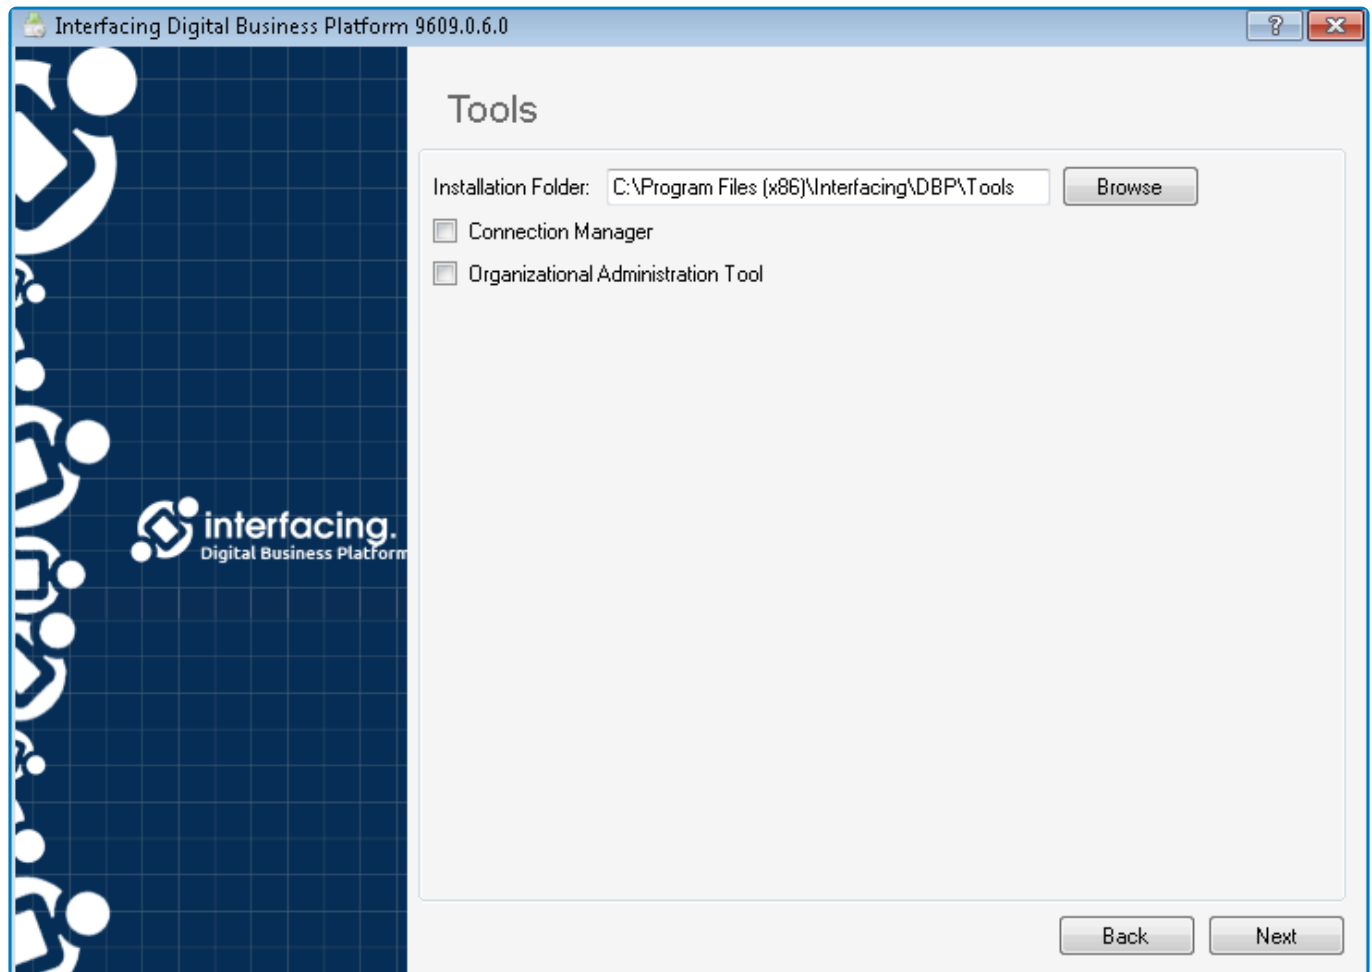 Interfacing Digital Business Platform 9609.0.6.0
?
Tools
Installation Folder: C:\Program Files (x86)\Interfacing\DBP\Tools Browse
Connection Manager
Organizational Administration Tool
interfacing.
Digital Business Platform
Back Next